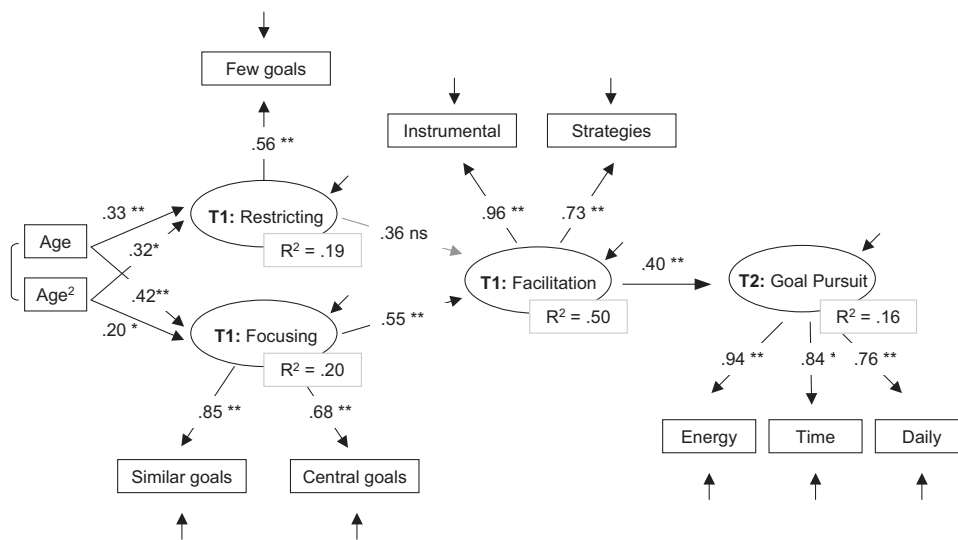 Few goals
Instrumental
Strategies
.56 **
.33 **
T1: Restricting
.96 **
.73 **
Age
.32*
R² = .19
.36 ns
T1: Facilitation
.40 **
T2: Goal Pursuit
Age²
.42**
.20 *
T1: Focusing
.55 **
R² = .50
R² = .16
R² = .20
.94 **
.84 *
.76 **
.85 **
.68 **
Energy
Time
Daily
Similar goals
Central goals